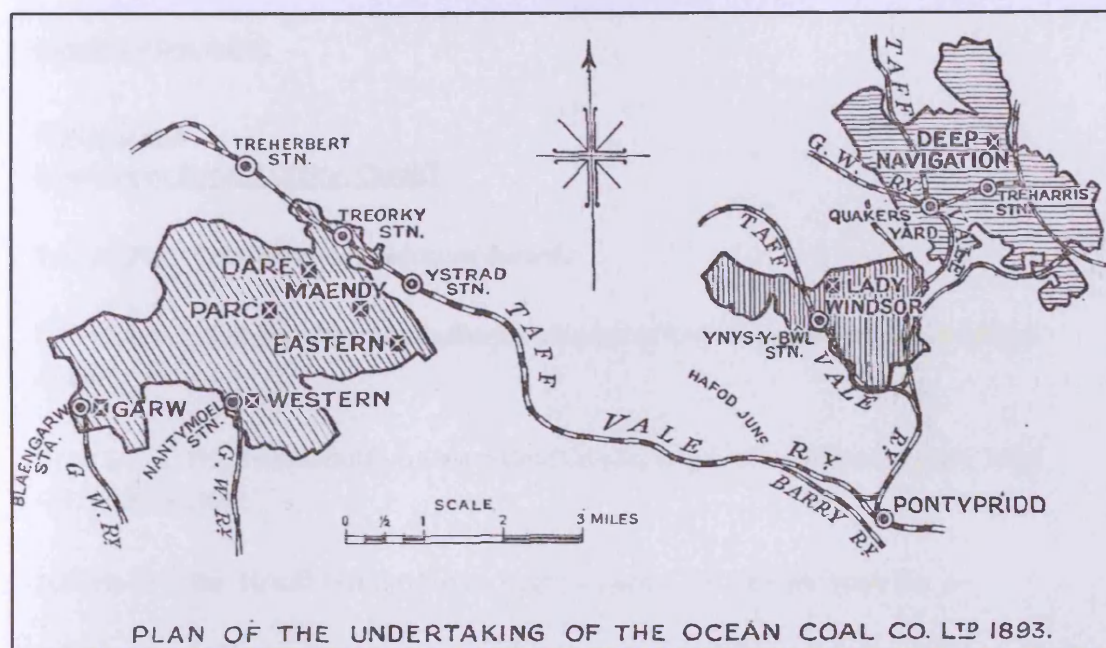 TREHERBERT
STN.
TREORKY
STN.
DARE
MAENDY
PARC
YSTRAD
STN.
EASTERN
GARW
WESTERN
BLAENGARW
STA.
NANTYMOEL
STN.
G W RY
G W RY
TAFF
VALE
R
BARRY
RY.
HAFOD JUNC
PONTYPRIDD
TAFF
DEEP
NAVIGATION
G. W
RY
TREHARRIS
STN.
QUAKERS
YARD
VALE
TAFF
LADY
WINDSOR
YNYS-Y-BWL
STN.
VALE
RY.
SCALE
0 ½ 1 2 3 MILES
PLAN OF THE UNDERTAKING OF THE OCEAN COAL CO. LTD 1893.